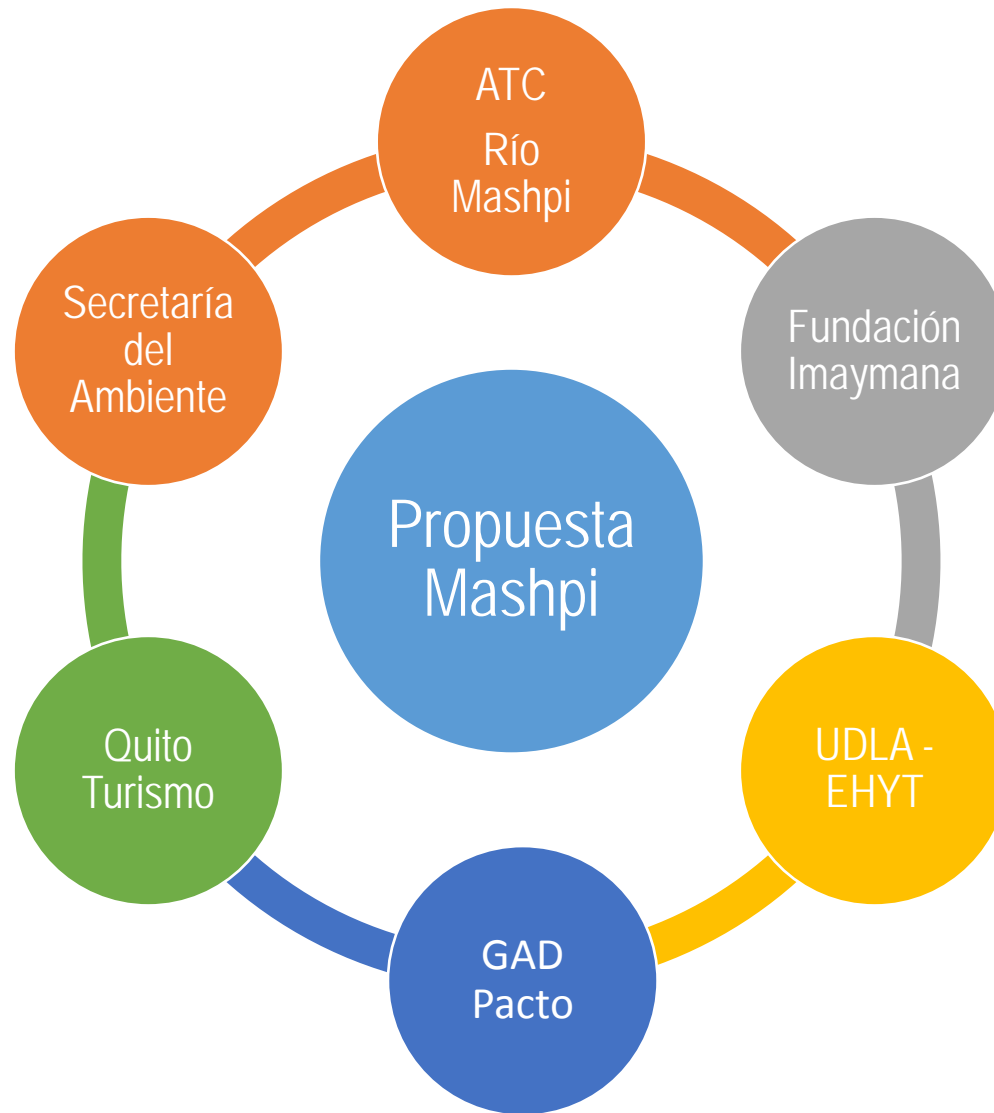 ATC
Río
Mashpi
Fundación
Imaymana
UDLA -
EHYT
GAD
Pacto
Quito
Turismo
Secretaría
del
Ambiente
Propuesta
Mashpi